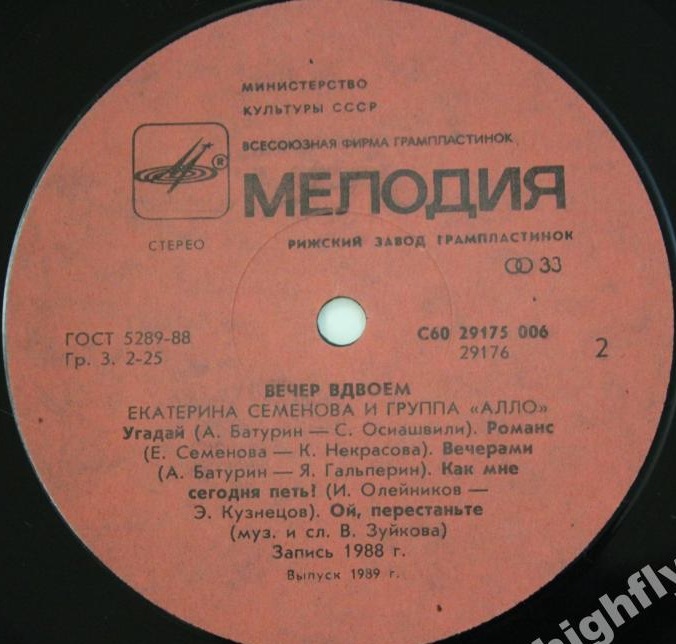 МИНИСТЕРСТВО
КУЛЬТУРЫ СССР
ВСЕСОЮЗНАЯ ФИРМА ГРАМПЛАСТИНОК
®
МЕЛОДИЯ
СТЕРЕО
РИЖСКИЙ ЗАВОД ГРАМПЛАСТИНОК
33
ГОСТ 5289-88
Гр. 3. 2-25
С60 29175 006
29176
2
ВЕЧЕР ВДВОЕМ
ЕКАТЕРИНА СЕМЕНОВА И ГРУППА «АЛЛО»
Угадай (А. Батурин — С. Осиашвили). Романс
(Е. Семенова — К. Некрасова). Вечерами
(А. Батурин — Я. Гальперин). Как мне
сегодня петь? (И. Олейников —
Э. Кузнецов). Ой, перестаньте
(муз. и сл. В. Зуйкова)
Запись 1988 г.
Выпуск 1989 г.
highfly